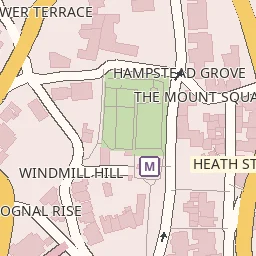 WER TERRACE
HAMPSTEAD GROVE
THE MOUNT SQUA
WINDMILL HILL
M
HEATH ST
OGNAL RISE